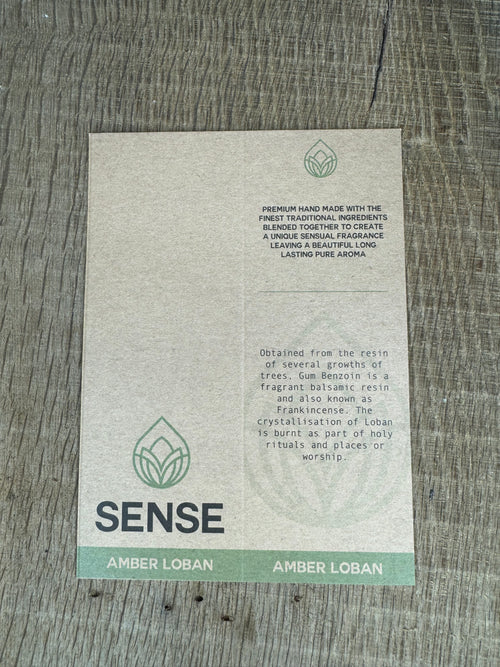 SENSE
AMBER LOBAN
PREMIUM HAND MADE WITH THE
FINEST TRADITIONAL INGREDIENTS
BLENDED TOGETHER TO CREATE
A UNIQUE SENSUAL FRAGRANCE
LEAVING A BEAUTIFUL LONG
LASTING PURE AROMA
Obtained from the resin
of several growths of
trees. Gum Benzoin is a
fragrant balsamic resin
and also known as
Frankincense. The
crystallisation of Loban
is burnt as part of holy
rituals and places or
worship.
AMBER LOBAN